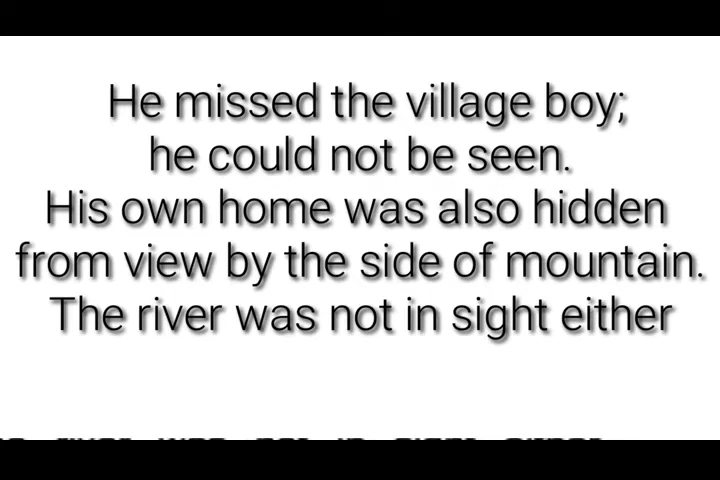 He missed the village boy;
he could not be seen.
His own home was also hidden
from view by the side of mountain.
The river was not in sight either